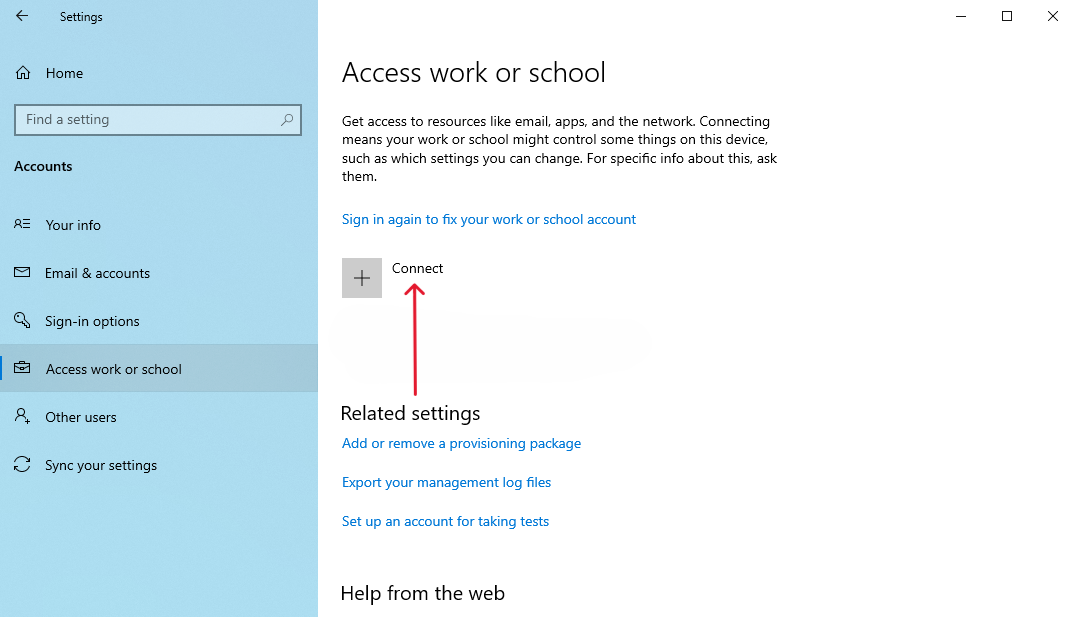 Settings
Home
Find a setting
Accounts
Your info
Email & accounts
Sign-in options
Access work or school
Other users
Sync your settings
Access work or school
Get access to resources like email, apps, and the network. Connecting
means your work or school might control some things on this device,
such as which settings you can change. For specific info about this, ask
them.
Sign in again to fix your work or school account
Connect
Related settings
Add or remove a provisioning package
Export your management log files
Set up an account for taking tests
Help from the web